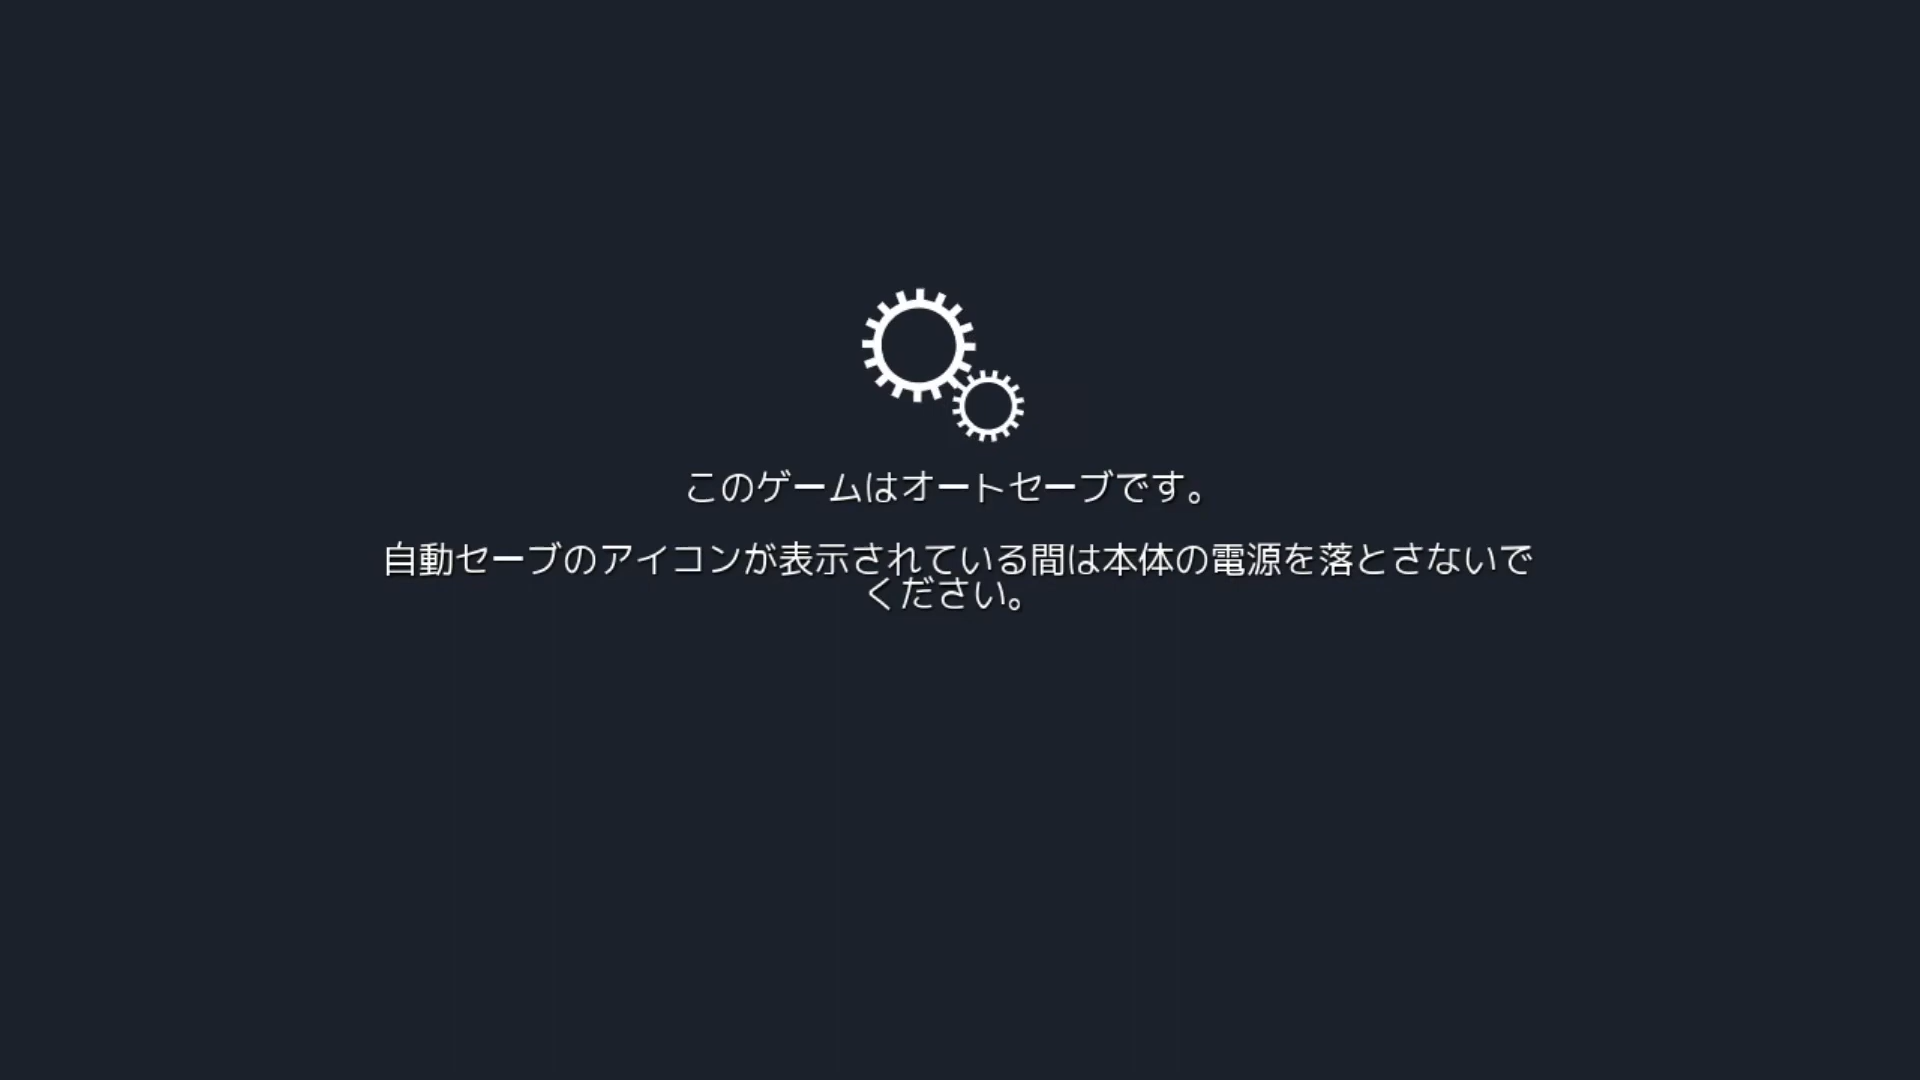 このゲームはオートセーブです。
自動セーブのアイコンが表示されている間は本体の電源を落とさないで
ください。